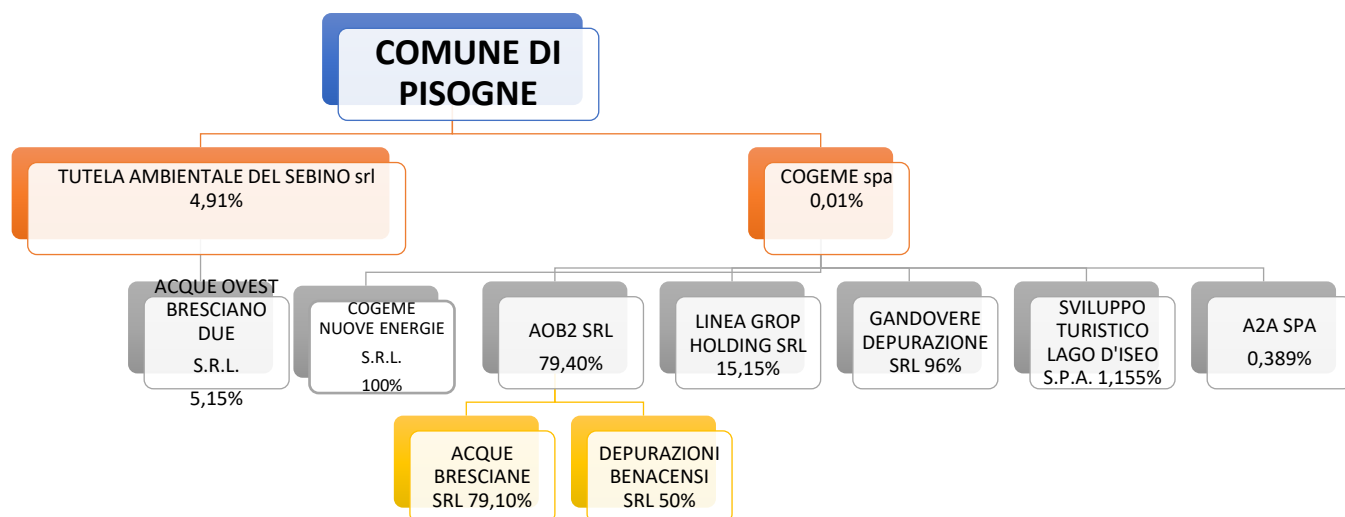 COMUNE DI
PISOGNE
TUTELA AMBIENTALE DEL SEBINO srl
4,91%
COGEME spa
0,01%
ACQUE OVEST
BRESCIANO
DUE
S.R.L.
5,15%
COGEME
NUOVE ENERGIE
S.R.L.
100%
AOB2 SRL
79,40%
LINEA GROP
HOLDING SRL
15,15%
GANDOVERE
DEPURAZIONE
SRL 96%
SVILUPPO
TURISTICO
LAGO D'ISEO
S.P.A. 1,155%
A2A SPA
0,389%
ACQUE
BRESCIANE
SRL 79,10%
DEPURAZIONI
BENACENSI
SRL 50%